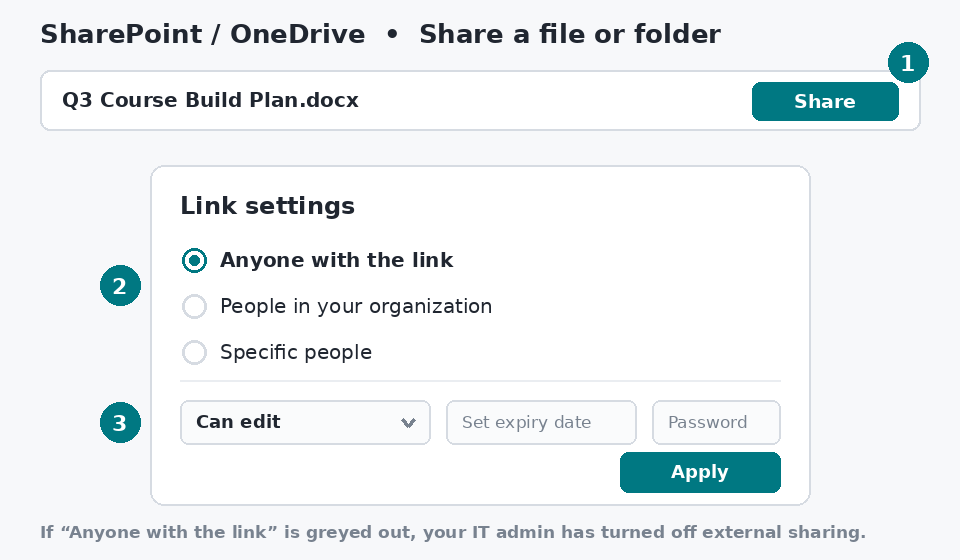 SharePoint / OneDrive • Share a file or folder
1
Q3 Course Build Plan.docx
Share
Link settings
Anyone with the link
2
People in your organization
Specific people
3
Can edit
Set expiry date
Password
Apply
If “Anyone with the link” is greyed out, your IT admin has turned off external sharing.